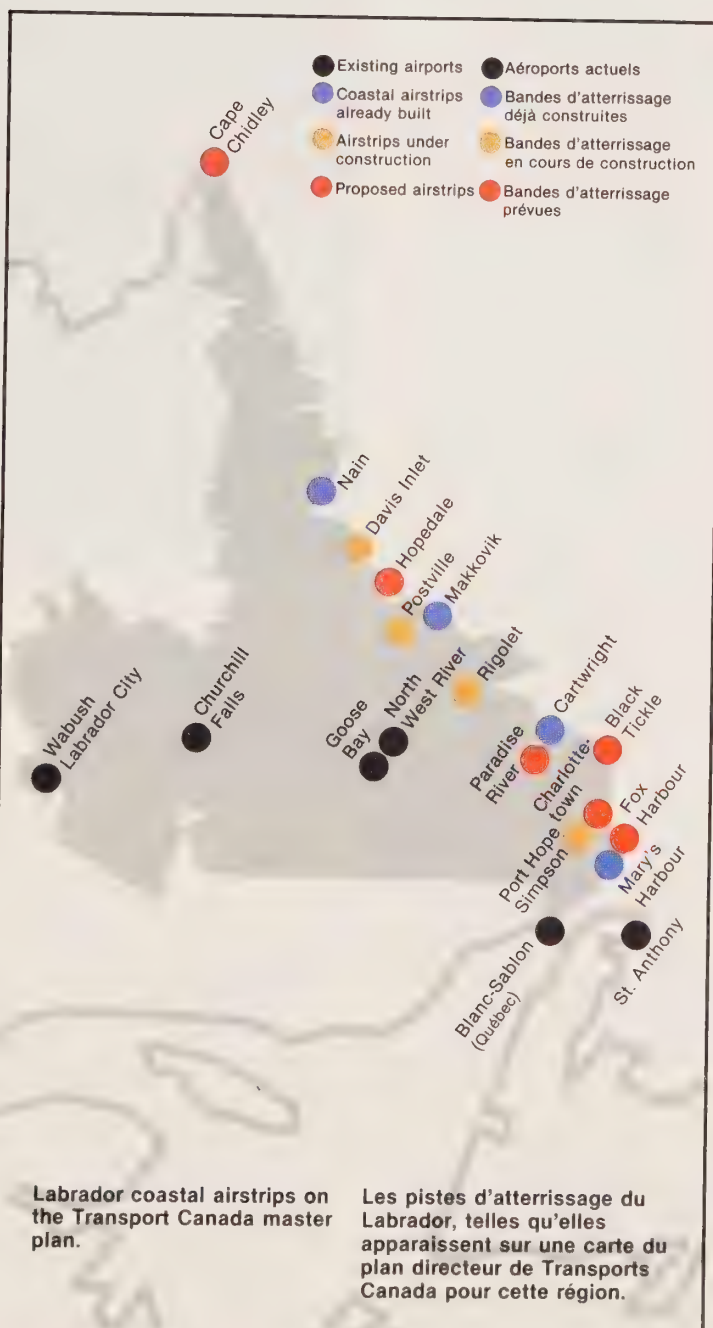 Existing airports
Coastal airstrips
already built
Airstrips under
construction
Proposed airstrips
Aéroports actuels
Bandes d'atterrissage
déjà construites
Bandes d'atterrissage
en cours de construction
Bandes d'atterrissage
prévues
Cape
Chidley
Nain
Davis Inlet
Hopedale
Postville
Makkovik
Rigolet
Wabush
Labrador City
Churchill
Falls
Goose
Bay
North
West River
Cartwright
Paradise
River
Black
Tickle
Charlotte-
town
Fox
Harbour
Port Hope
Simpson
Mary's
Harbour
Blanc-Sablon
(Québec)
St. Anthony
Labrador coastal airstrips on
the Transport Canada master
plan.
Les pistes d'atterrissage du
Labrador, telles qu'elles
apparaissent sur une carte du
plan directeur de Transports
Canada pour cette région.